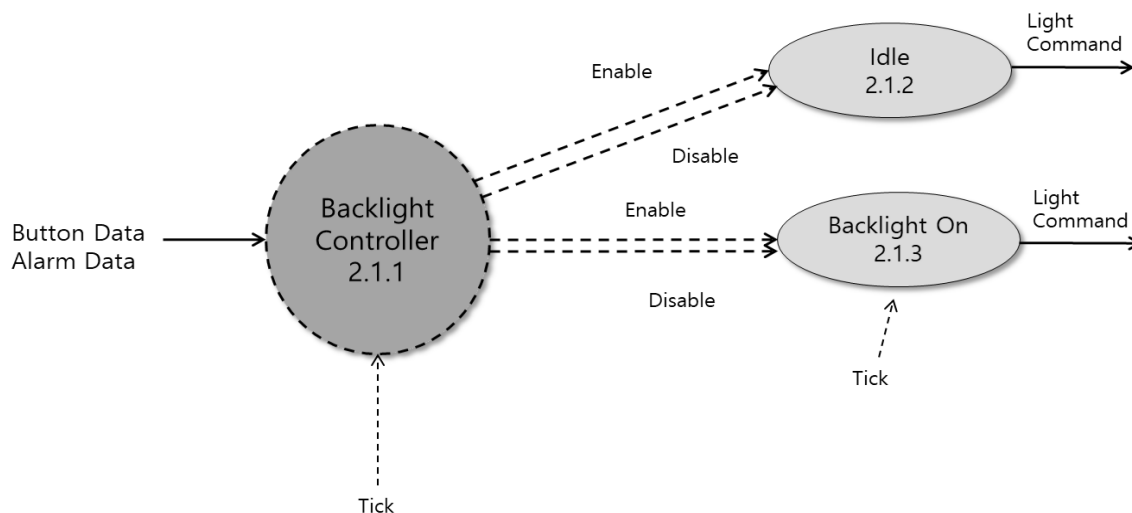 Button Data
Alarm Data
Backlight
Controller
2.1.1
Tick
Enable
Disable
Idle
2.1.2
Light
Command
Enable
Disable
Backlight On
2.1.3
Light
Command
Tick